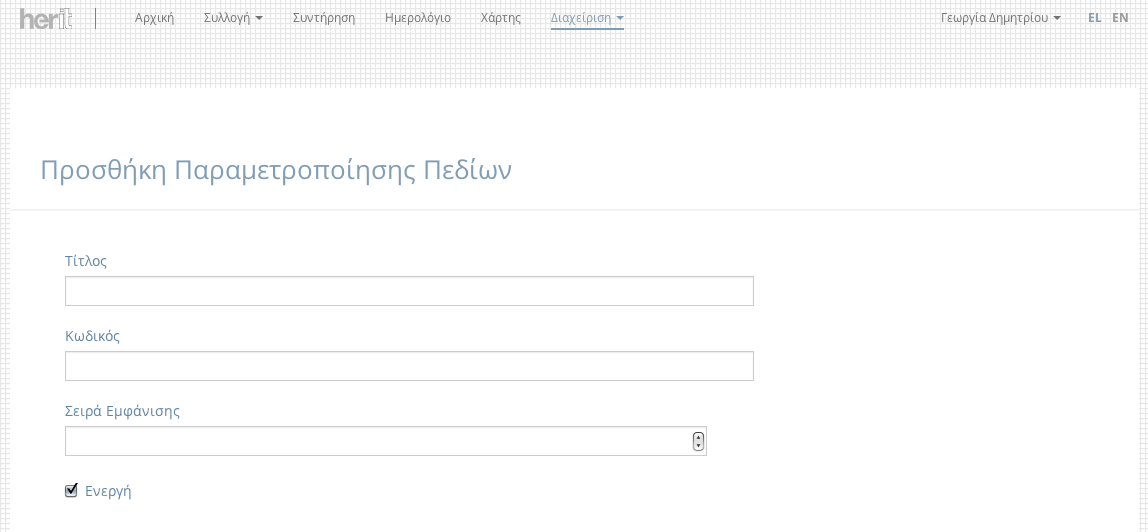 herit Αρχική Συλλογή Συντήρηση Ημερολόγιο Χάρτης Διαχείριση Γεωργία Δημητρίου EL EN
Προσθήκη Παραμετροποίησης Πεδίων
Τίτλος
Κωδικός
Σειρά Εμφάνισης
Ενεργή